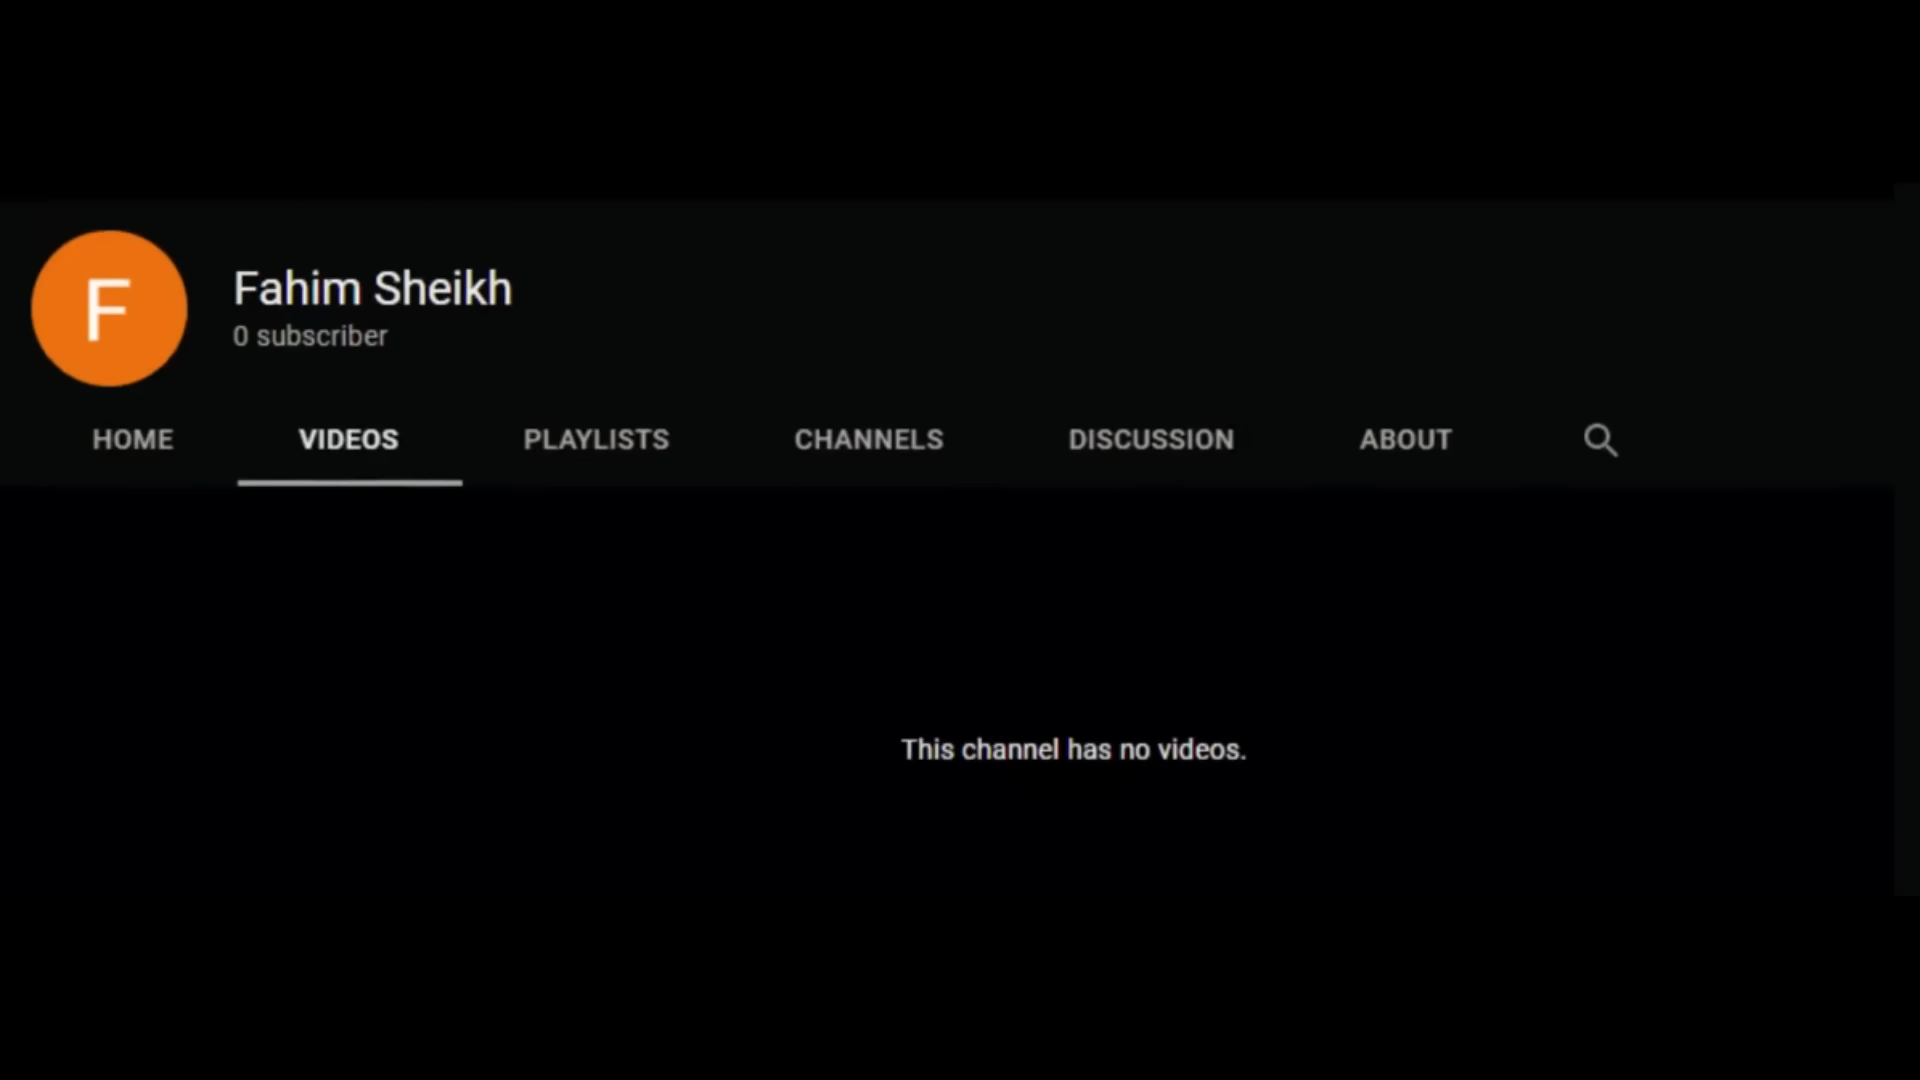 F
Fahim Sheikh
0 subscriber
HOME VIDEOS PLAYLISTS CHANNELS DISCUSSION ABOUT
This channel has no videos.